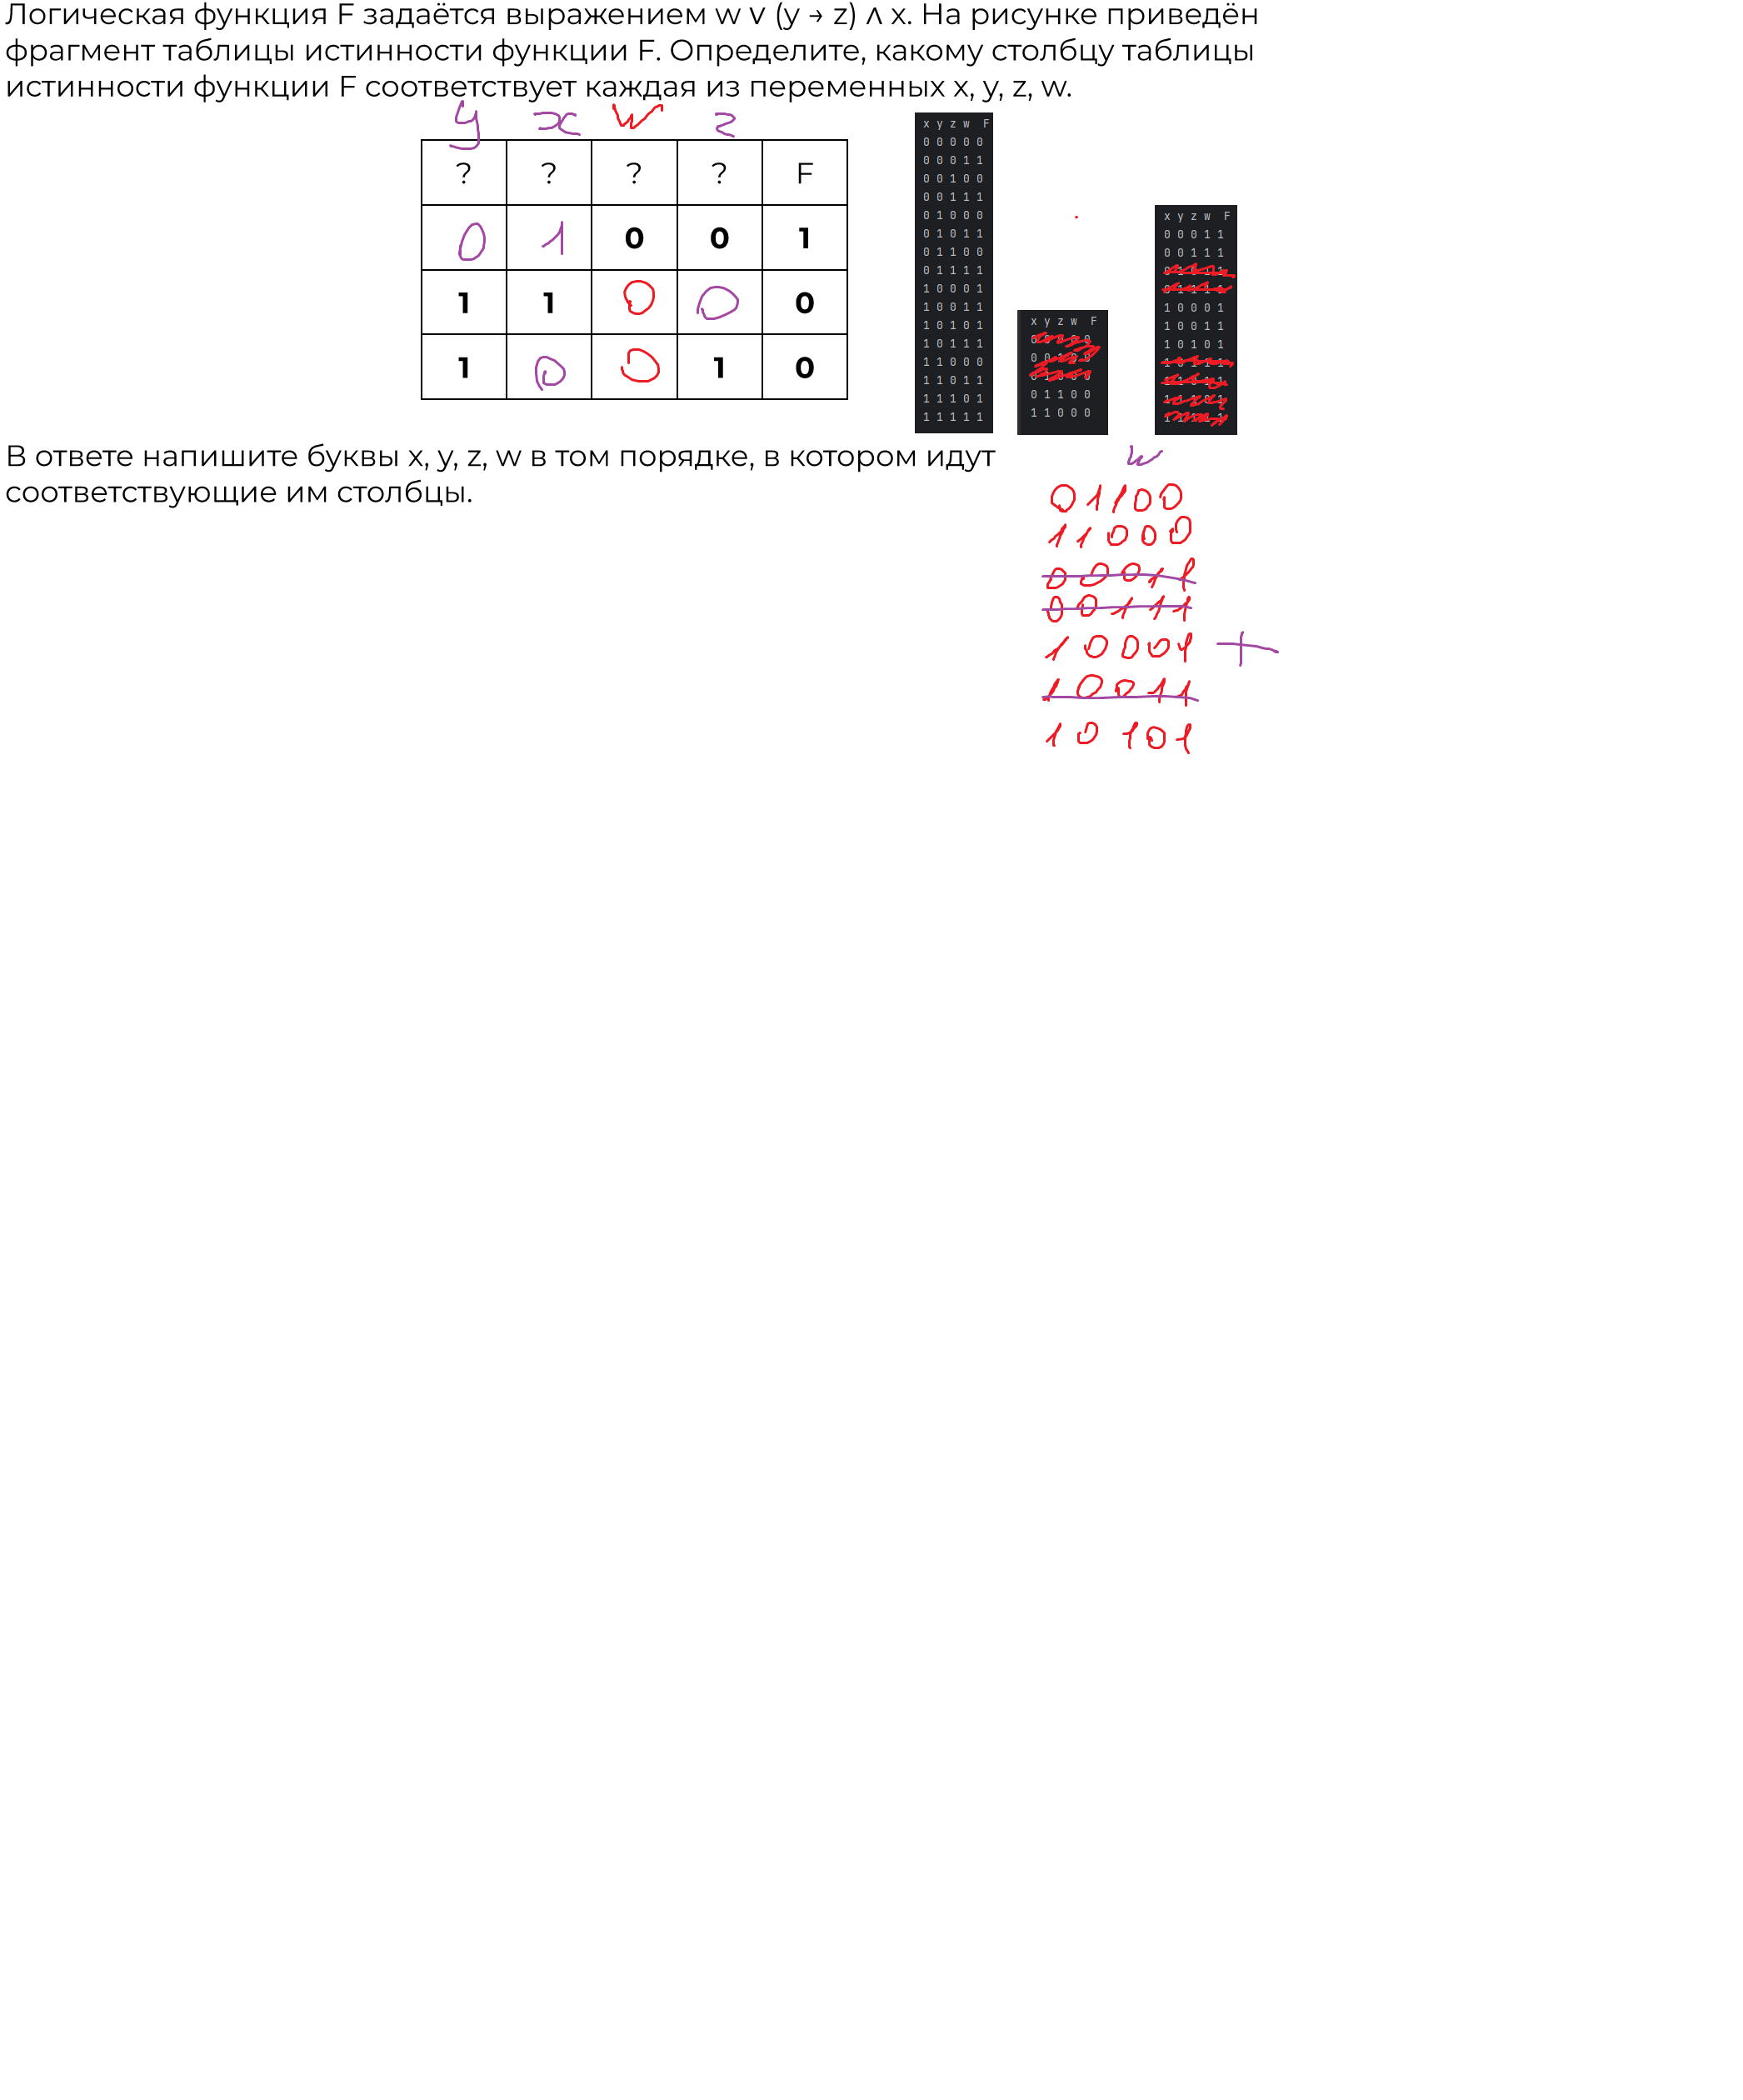 Логическая функция F задаётся выражением w ∨ (y → z) ∧ x. На рисунке приведён
фрагмент таблицы истинности функции F. Определите, какому столбцу таблицы
истинности функции F соответствует каждая из переменных x, y, z, w.
y x w z
? ? ? ? F
0 1 0 0 1
1 1 0 0 0
1 0 0 1 0
x y z w F
0 0 0 0 0
0 0 0 1 1
0 0 1 0 0
0 0 1 1 1
0 1 0 0 0
0 1 0 1 1
0 1 1 0 0
0 1 1 1 1
1 0 0 0 1
1 0 0 1 1
1 0 1 0 1
1 0 1 1 1
1 1 0 0 0
1 1 0 1 1
1 1 1 0 1
1 1 1 1 1
x y z w F
0 1 1 0 0
1 1 0 0 0
x y z w F
0 0 0 1 1
0 0 1 1 1
1 0 0 0 1
1 0 0 1 1
1 0 1 0 1
В ответе напишите буквы x, y, z, w в том порядке, в котором идут
соответствующие им столбцы.
w
0 1 1 0 0
1 1 0 0 0
0 0 0 1 1
0 0 1 1 1
1 0 0 0 1 +
1 0 0 1 1
1 0 1 0 1